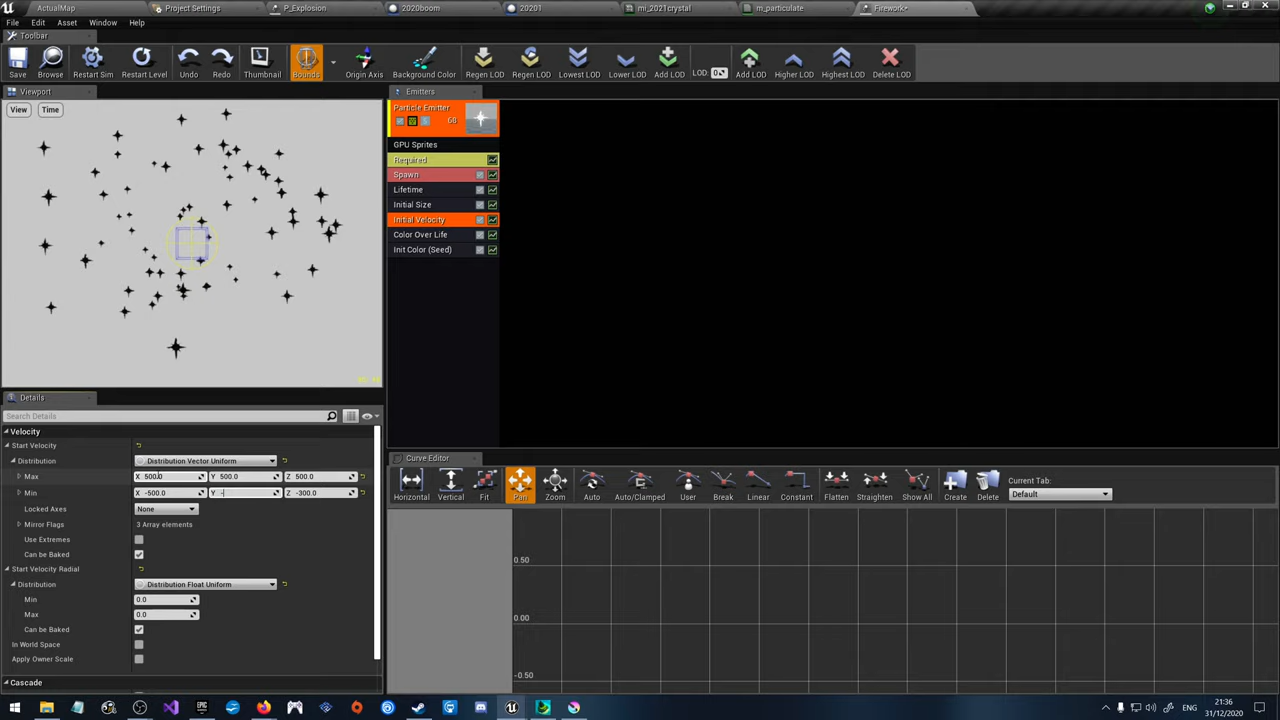 ActualMap Project Settings P_Explosion 2020boom 20201 mi_2021crystal m_particulate Firework*
File Edit Asset Window Help
Toolbar
Save Browse Restart Sim Restart Level Undo Redo Thumbnail Bounds Origin Axis Background Color Regen LOD Regen LOD Lowest LOD Lower LOD Add LOD LOD: 0 Add LOD Higher LOD Highest LOD Delete LOD
Viewport
View Time
Emitters
Particle Emitter
68
GPU Sprites
Required
Spawn
Lifetime
Initial Size
Initial Velocity
Color Over Life
Init Color (Seed)
Details
Search Details
Velocity
Start Velocity
Distribution Distribution Vector Uniform
Max X 500.0 Y 500.0 Z 500.0
Min X -500.0 Y - Z -300.0
Locked Axes None
Mirror Flags 3 Array elements
Use Extremes
Can be Baked
Start Velocity Radial
Distribution Distribution Float Uniform
Min 0.0
Max 0.0
Can be Baked
In World Space
Apply Owner Scale
Cascade
Curve Editor
Horizontal Vertical Fit Pan Zoom Auto Auto/Clamped User Break Linear Constant Flatten Straighten Show All Create Delete Current Tab:
Default
0.50
0.00
-0.50
EPIC
ENG
21:36
31/12/2020